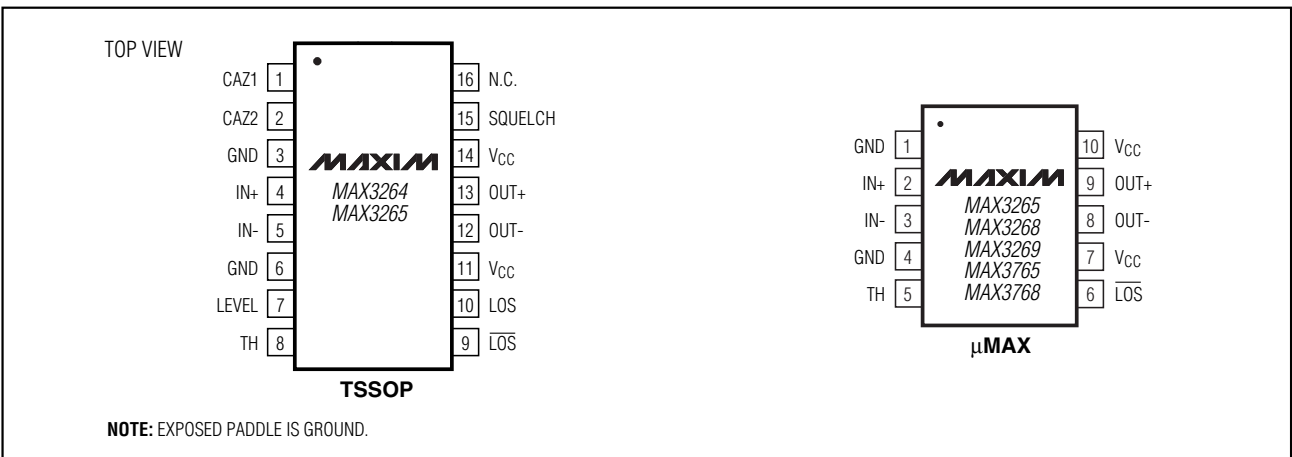 TOP VIEW
CAZ1 1
CAZ2 2
GND 3
IN+ 4
IN- 5
GND 6
LEVEL 7
TH 8
16 N.C.
15 SQUELCH
14 VCC
13 OUT+
12 OUT-
11 VCC
10 LOS
9 L̅O̅S̅
MAXIM
MAX3264
MAX3265
TSSOP
GND 1
IN+ 2
IN- 3
GND 4
TH 5
10 VCC
9 OUT+
8 OUT-
7 VCC
6 L̅O̅S̅
MAXIM
MAX3265
MAX3268
MAX3269
MAX3765
MAX3768
µMAX
NOTE: EXPOSED PADDLE IS GROUND.